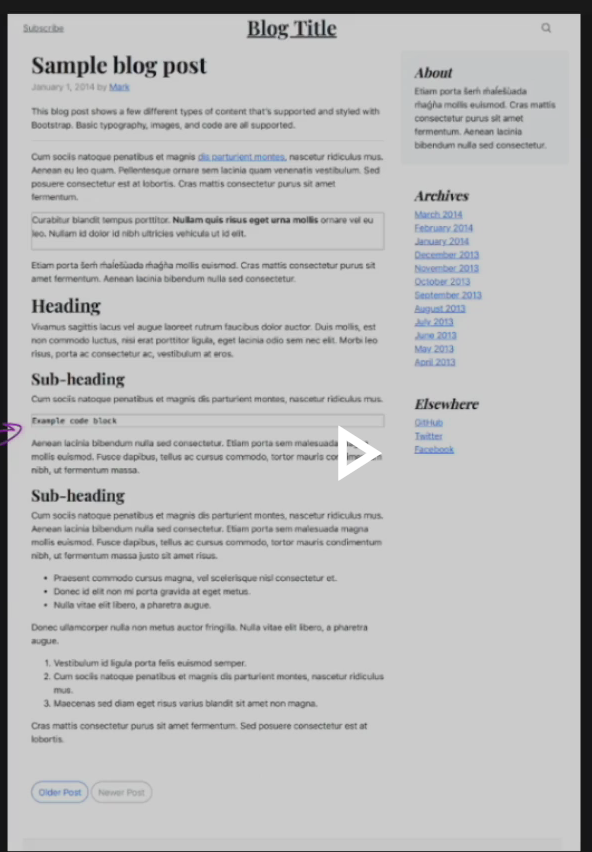 Subscribe
Blog Title
Sample blog post
January 1, 2014 by Mark
This blog post shows a few different types of content that's supported and styled with
Bootstrap. Basic typography, images, and code are all supported.
Cum sociis natoque penatibus et magnis dis parturient montes, nascetur ridiculus mus.
Aenean eu leo quam. Pellentesque ornare sem lacinia quam venenatis vestibulum. Sed
posuere consectetur est at lobortis. Cras mattis consectetur purus sit amet
fermentum.
Curabitur blandit tempus porttitor. Nullam quis risus eget urna mollis ornare vel eu
leo. Nullam id dolor id nibh ultricies vehicula ut id elit.
Etiam porta mollis euismod. Cras mattis consectetur purus sit
amet fermentum. Aenean lacinia bibendum nulla sed consectetur.
Heading
Vivamus sagittis lacus vel augue laoreet rutrum faucibus dolor auctor. Duis mollis, est
non commodo luctus, nisi erat porttitor ligula, eget lacinia odio sem nec elit. Morbi leo
risus, porta ac consectetur ac, vestibulum at eros.
Sub-heading
Cum sociis natoque penatibus et magnis dis parturient montes, nascetur ridiculus mus.
Example code block
Aenean lacinia bibendum nulla sed consectetur. Etiam porta sem malesuada magna
mollis euismod. Fusce dapibus, tellus ac cursus commodo, tortor mauris condimentum
nibh, ut fermentum massa.
Sub-heading
Cum sociis natoque penatibus et magnis dis parturient montes, nascetur ridiculus mus.
Aenean lacinia bibendum nulla sed consectetur. Etiam porta sem malesuada magna
mollis euismod. Fusce dapibus, tellus ac cursus commodo, tortor mauris condimentum
nibh, ut fermentum massa justo sit amet risus.
• Praesent commodo cursus magna, vel scelerisque nisl consectetur et.
• Donec id elit non mi porta gravida at eget metus.
• Nulla vitae elit libero, a pharetra augue.
Donec ullamcorper nulla non metus auctor fringilla. Nulla vitae elit libero, a pharetra
augue.
1. Vestibulum id ligula porta felis euismod semper.
2. Cum sociis natoque penatibus et magnis dis parturient montes, nascetur ridiculus
mus.
3. Maecenas sed diam eget risus varius blandit sit amet non magna.
Cras mattis consectetur purus sit amet fermentum. Sed posuere consectetur est at
lobortis.
Older Post
Newer Post
About
Etiam porta
mollis euismod. Cras mattis
consectetur purus sit amet
fermentum. Aenean lacinia
bibendum nulla sed consectetur.
Archives
March 2014
February 2014
January 2014
December 2013
November 2013
October 2013
September 2013
August 2013
July 2013
June 2013
May 2013
April 2013
Elsewhere
GitHub
Twitter
Facebook